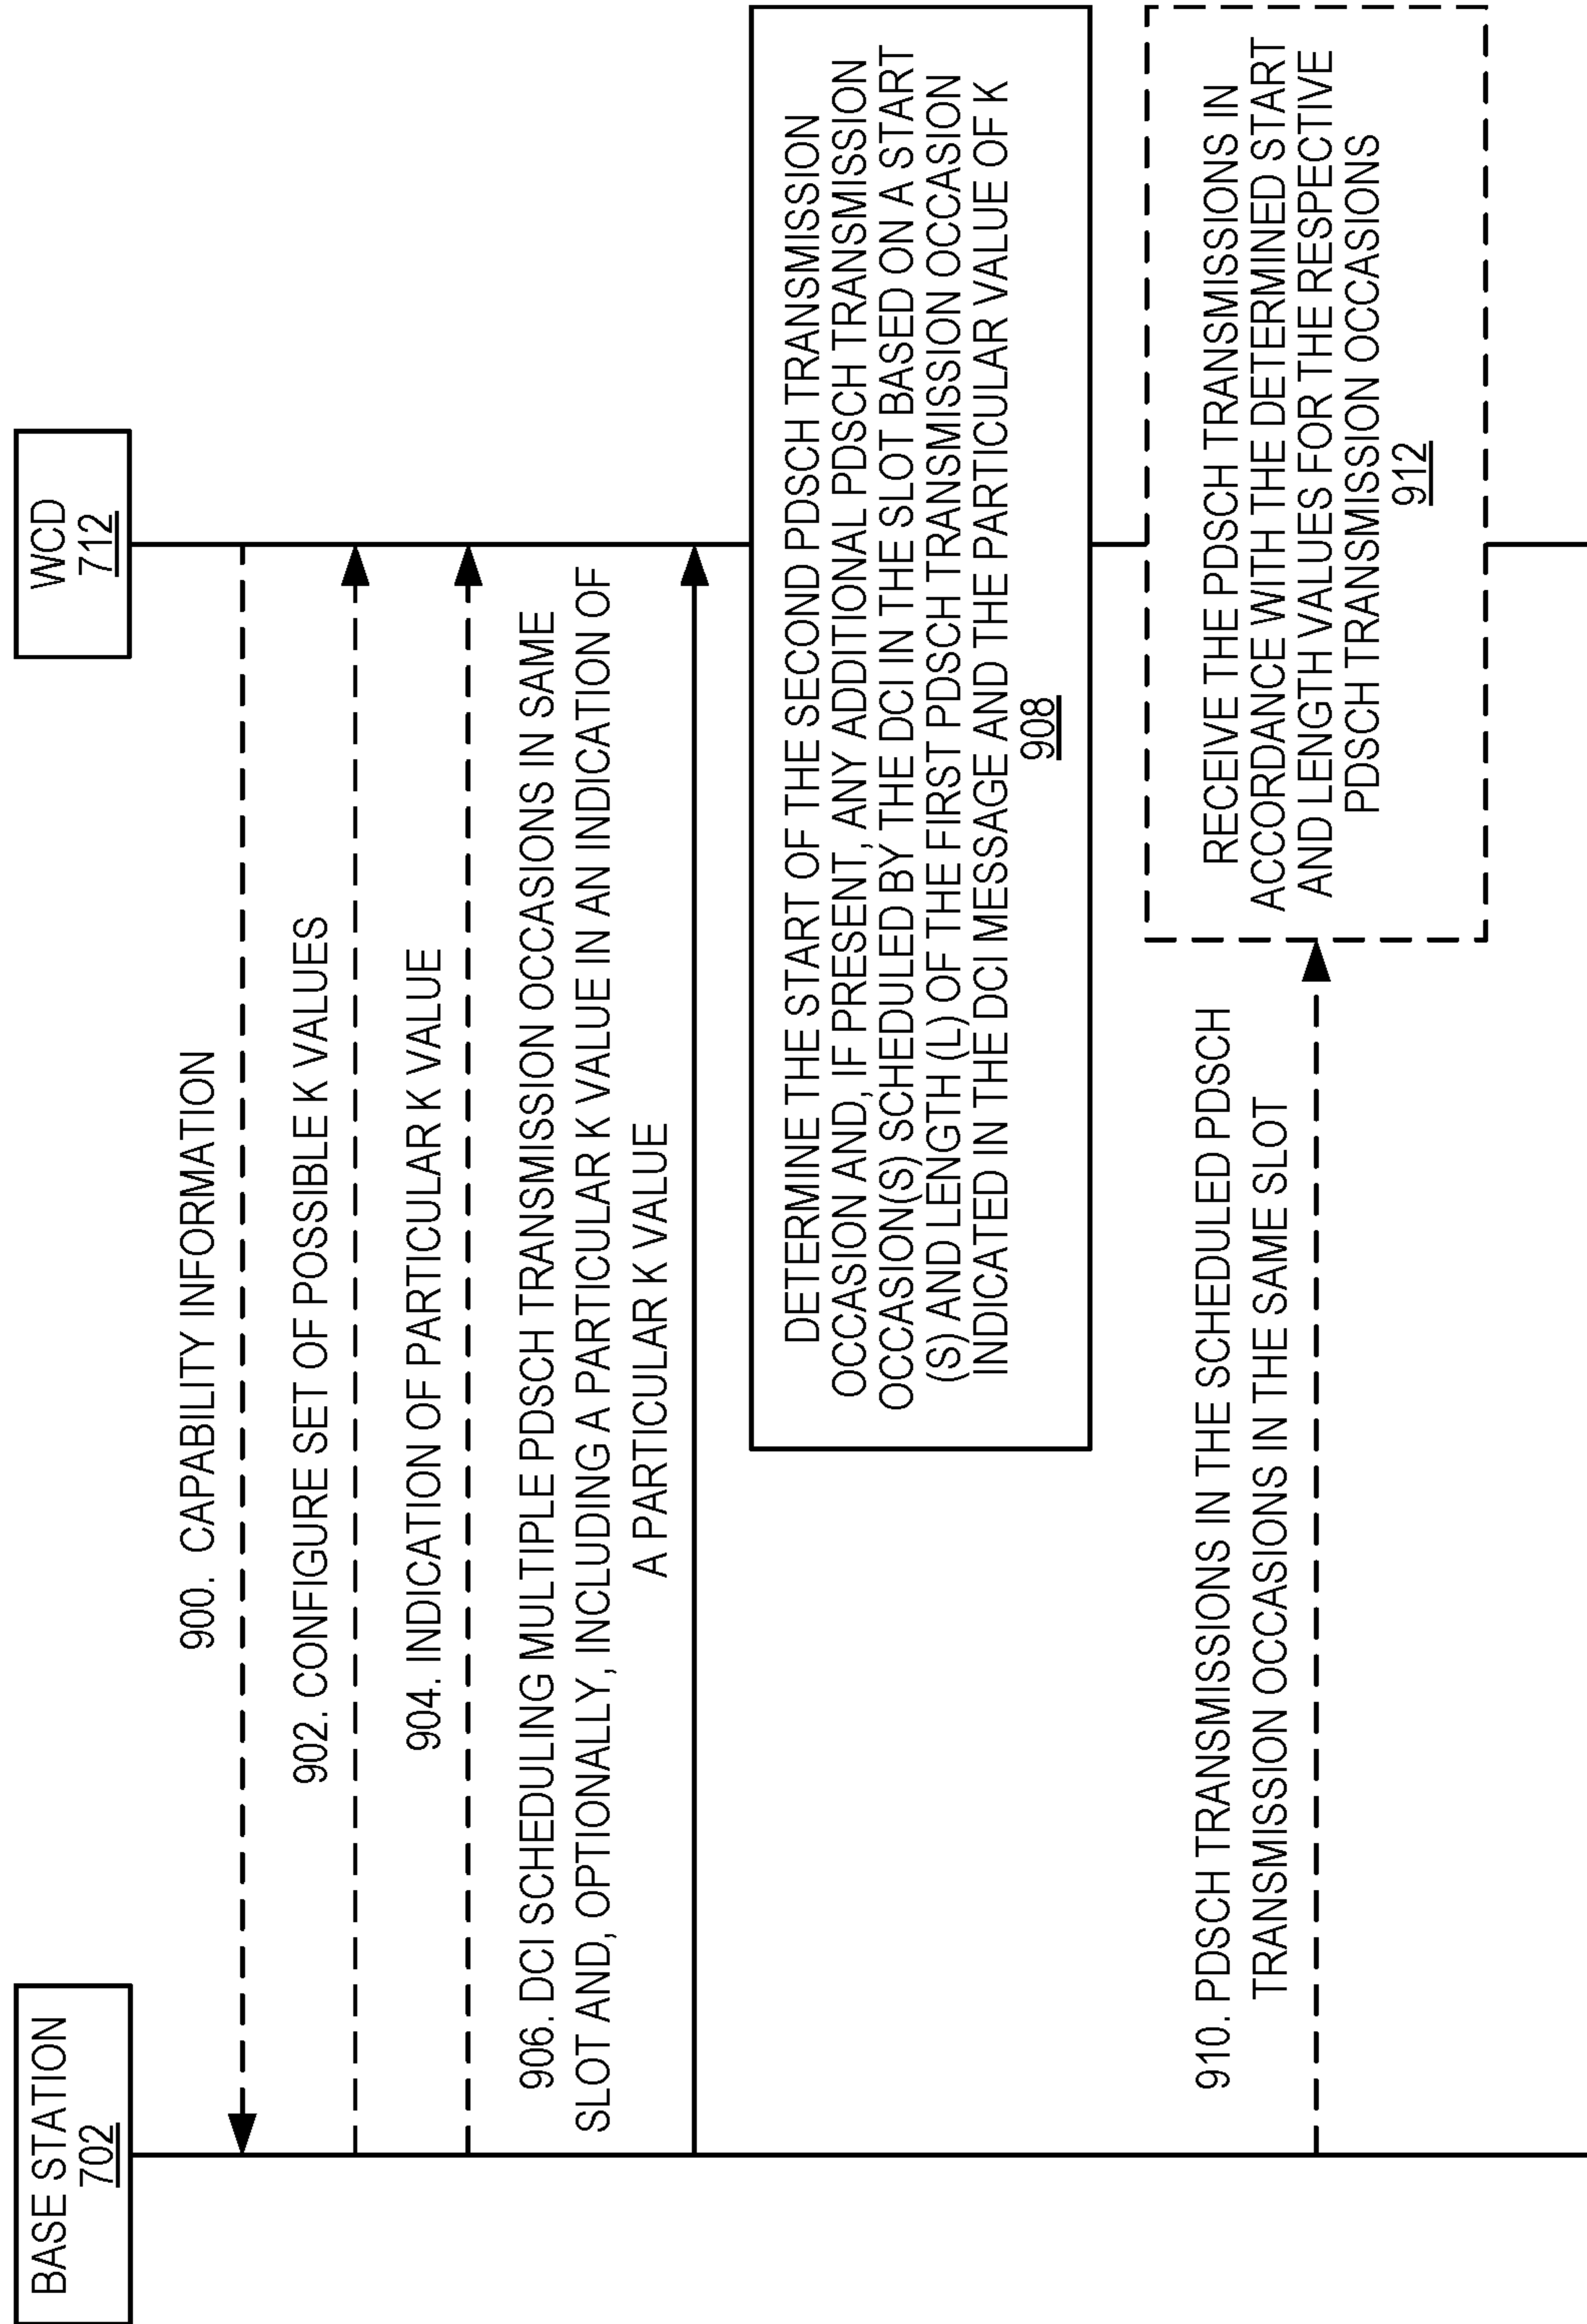 BASE STATION
702
WCD
712
900. CAPABILITY INFORMATION
902. CONFIGURE SET OF POSSIBLE K VALUES
904. INDICATION OF PARTICULAR K VALUE
906. DCI SCHEDULING MULTIPLE PDSCH TRANSMISSION OCCASIONS IN SAME
SLOT AND, OPTIONALLY, INCLUDING A PARTICULAR K VALUE IN AN INDICATION OF
A PARTICULAR K VALUE
DETERMINE THE START OF THE SECOND PDSCH TRANSMISSION
OCCASION AND, IF PRESENT, ANY ADDITIONAL PDSCH TRANSMISSION
OCCASION(S) SCHEDULED BY THE DCI IN THE SLOT BASED ON A START
(S) AND LENGTH (L) OF THE FIRST PDSCH TRANSMISSION OCCASION
INDICATED IN THE DCI MESSAGE AND THE PARTICULAR VALUE OF K
908
910. PDSCH TRANSMISSIONS IN THE SCHEDULED PDSCH
TRANSMISSION OCCASIONS IN THE SAME SLOT
RECEIVE THE PDSCH TRANSMISSIONS IN
ACCORDANCE WITH THE DETERMINED START
AND LENGTH VALUES FOR THE RESPECTIVE
PDSCH TRANSMISSION OCCASIONS
912